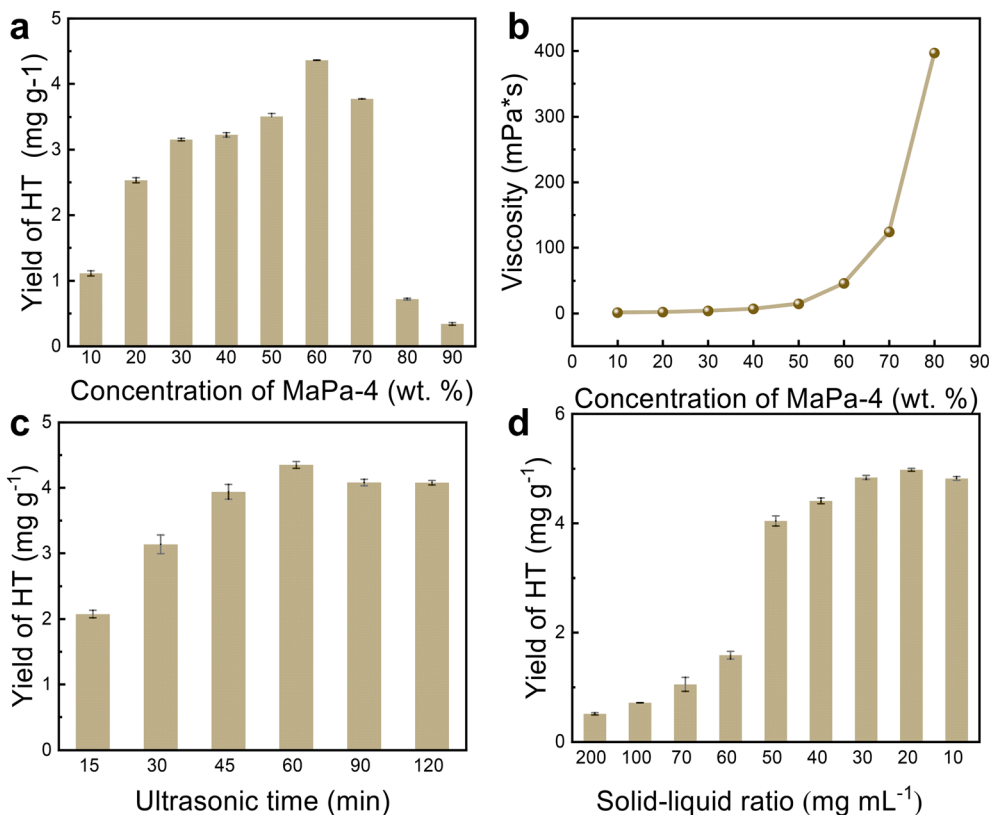 a
Yield of HT (mg g-1)
5
4
3
2
1
0
10 20 30 40 50 60 70 80 90
Concentration of MaPa-4 (wt. %)
b
Viscosity (mPa*s)
400
300
200
100
0
0 10 20 30 40 50 60 70 80 90
Concentration of MaPa-4 (wt. %)
c
Yield of HT (mg g⁻¹)
5
4
3
2
1
0
15 30 45 60 90 120
Ultrasonic time (min)
d
Yield of HT (mg g⁻¹)
6
4
2
0
200 100 70 60 50 40 30 20 10
Solid-liquid ratio (mg mL⁻¹)